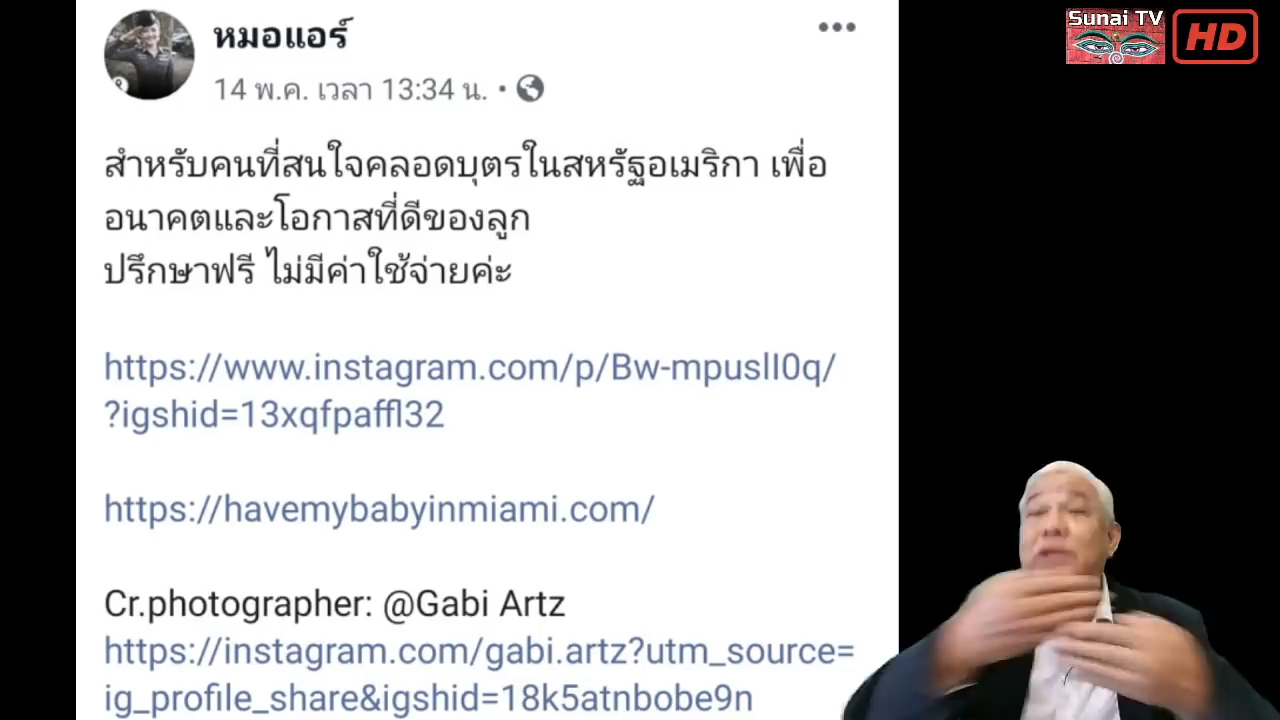 Sunai TV
HD
หมอแอร์
14 พ.ค. เวลา 13:34 น.
สำหรับคนที่สนใจคลอดบุตรในสหรัฐอเมริกา เพื่อ
อนาคตและโอกาสที่ดีของลูก
ปรึกษาฟรี ไม่มีค่าใช้จ่ายค่ะ
https://www.instagram.com/p/Bw-mpuslI0q/
?igshid=13xqfpaffl32
https://havemybabyinmiami.com/
Cr.photographer: @Gabi Artz
https://instagram.com/gabi.artz?utm_source=
ig_profile_share&igshid=18k5atnbobe9n